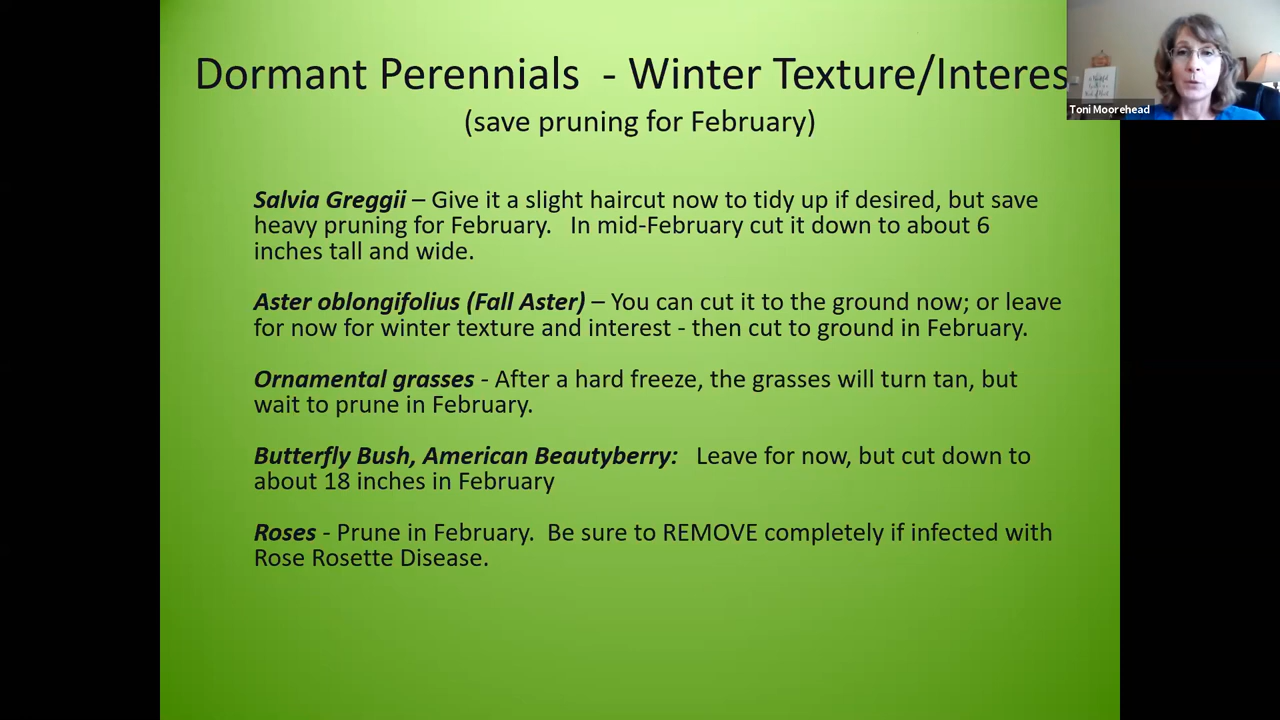 Dormant Perennials - Winter Texture/Interes
(save pruning for February)
Toni Moorehead
Salvia Greggii – Give it a slight haircut now to tidy up if desired, but save
heavy pruning for February. In mid-February cut it down to about 6
inches tall and wide.
Aster oblongifolius (Fall Aster) – You can cut it to the ground now; or leave
for now for winter texture and interest - then cut to ground in February.
Ornamental grasses - After a hard freeze, the grasses will turn tan, but
wait to prune in February.
Butterfly Bush, American Beautyberry: Leave for now, but cut down to
about 18 inches in February
Roses - Prune in February. Be sure to REMOVE completely if infected with
Rose Rosette Disease.